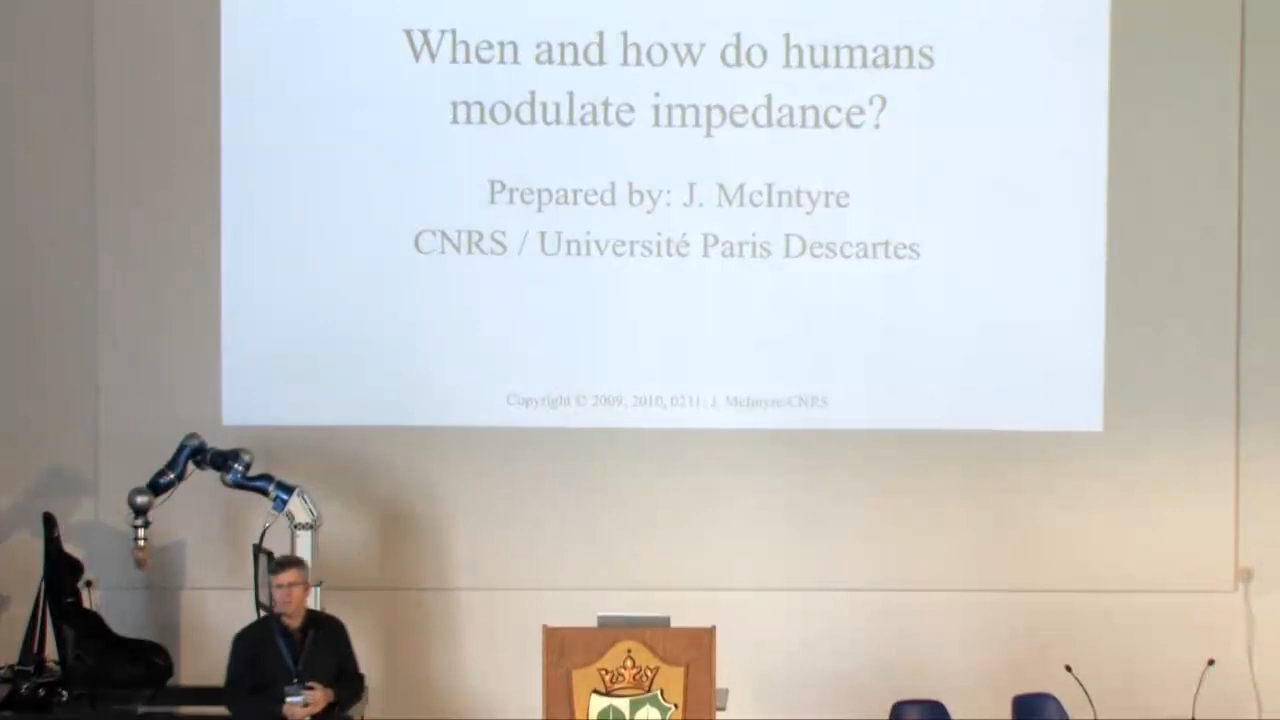 When and how do humans
modulate impedance?
Prepared by: J. McIntyre
CNRS / Université Paris Descartes
Copyright © 2009, 2010, 0211; J. McIntyre/CNRS